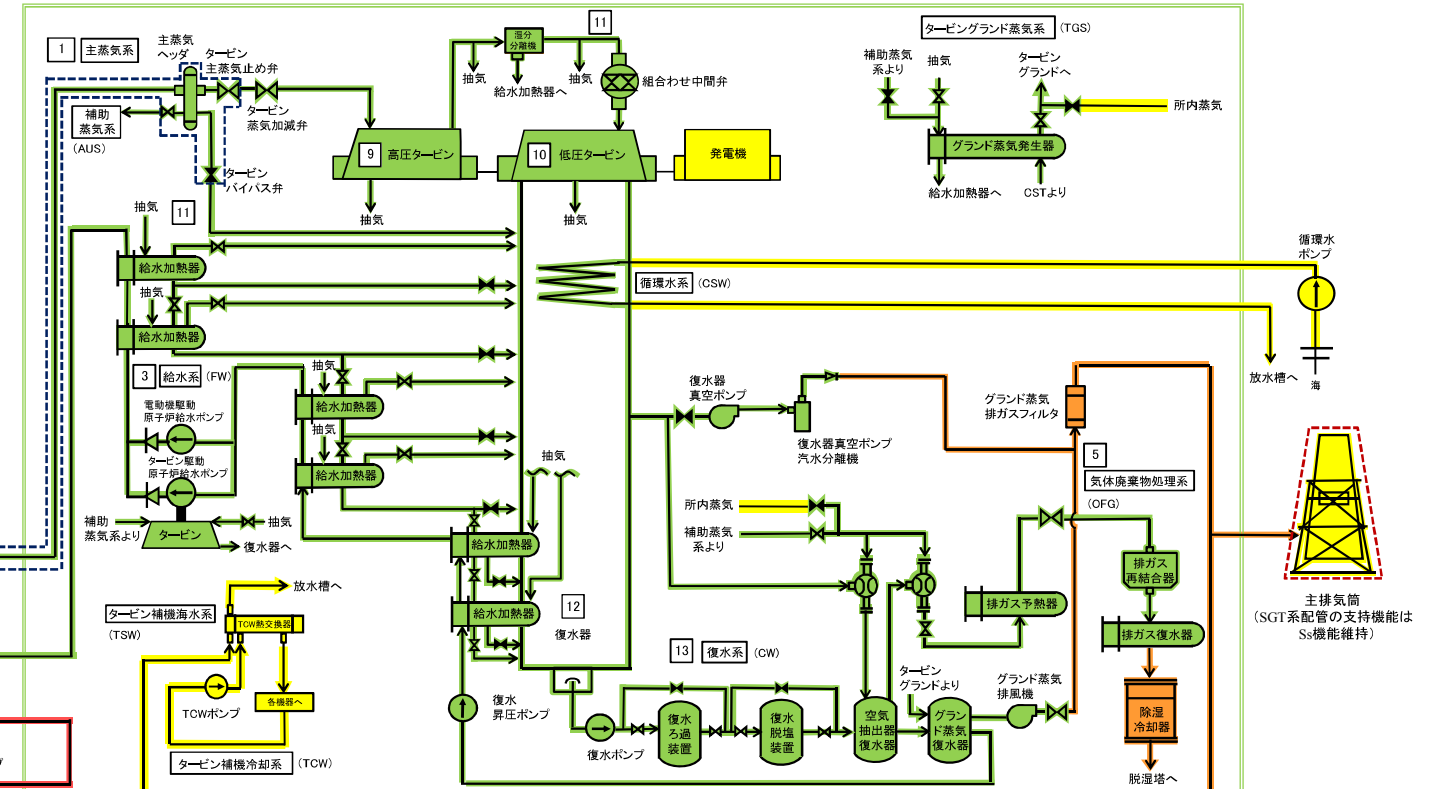 1
主蒸気系
主蒸気
ヘッダ
タービン
主蒸気止め弁
タービン
蒸気加減弁
補助
蒸気系
(AUS)
タービン
バイパス弁
湿分
分離機
11
抽気
給水加熱器へ
抽気
組合わせ中間弁
9
高圧タービン
10
低圧タービン
発電機
抽気
抽気
タービングランド蒸気系
(TGS)
補助蒸気
系より
抽気
タービン
グランドへ
所内蒸気
グランド蒸気発生器
給水加熱器へ
CSTより
抽気
11
給水加熱器
抽気
給水加熱器
3
給水系
(FW)
電動機駆動
原子炉給水ポンプ
タービン駆動
原子炉給水ポンプ
補助
蒸気系より
タービン
抽気
復水器へ
抽気
給水加熱器
抽気
給水加熱器
抽気
給水加熱器
給水加熱器
12
復水器
循環水系
(CSW)
循環水
ポンプ
放水槽へ
海
復水器
真空ポンプ
復水器真空ポンプ
汽水分離機
グランド蒸気
排ガスフィルタ
5
気体廃棄物処理系
(OFG)
所内蒸気
補助蒸気
系より
排ガス予熱器
排ガス
再結合器
排ガス復水器
除湿
冷却器
脱湿塔へ
主排気筒
(SGT系配管の支持機能は
Ss機能維持)
タービン補機海水系
(TSW)
放水槽へ
TCW熱交換器
TCWポンプ
各機器へ
タービン補機冷却系
(TCW)
復水
昇圧ポンプ
13
復水系
(CW)
復水ポンプ
復水
ろ過
装置
復水
脱塩
装置
空気
抽出器
復水器
タービン
グランドより
グラン
ド蒸気
復水器
グランド蒸気
排風機